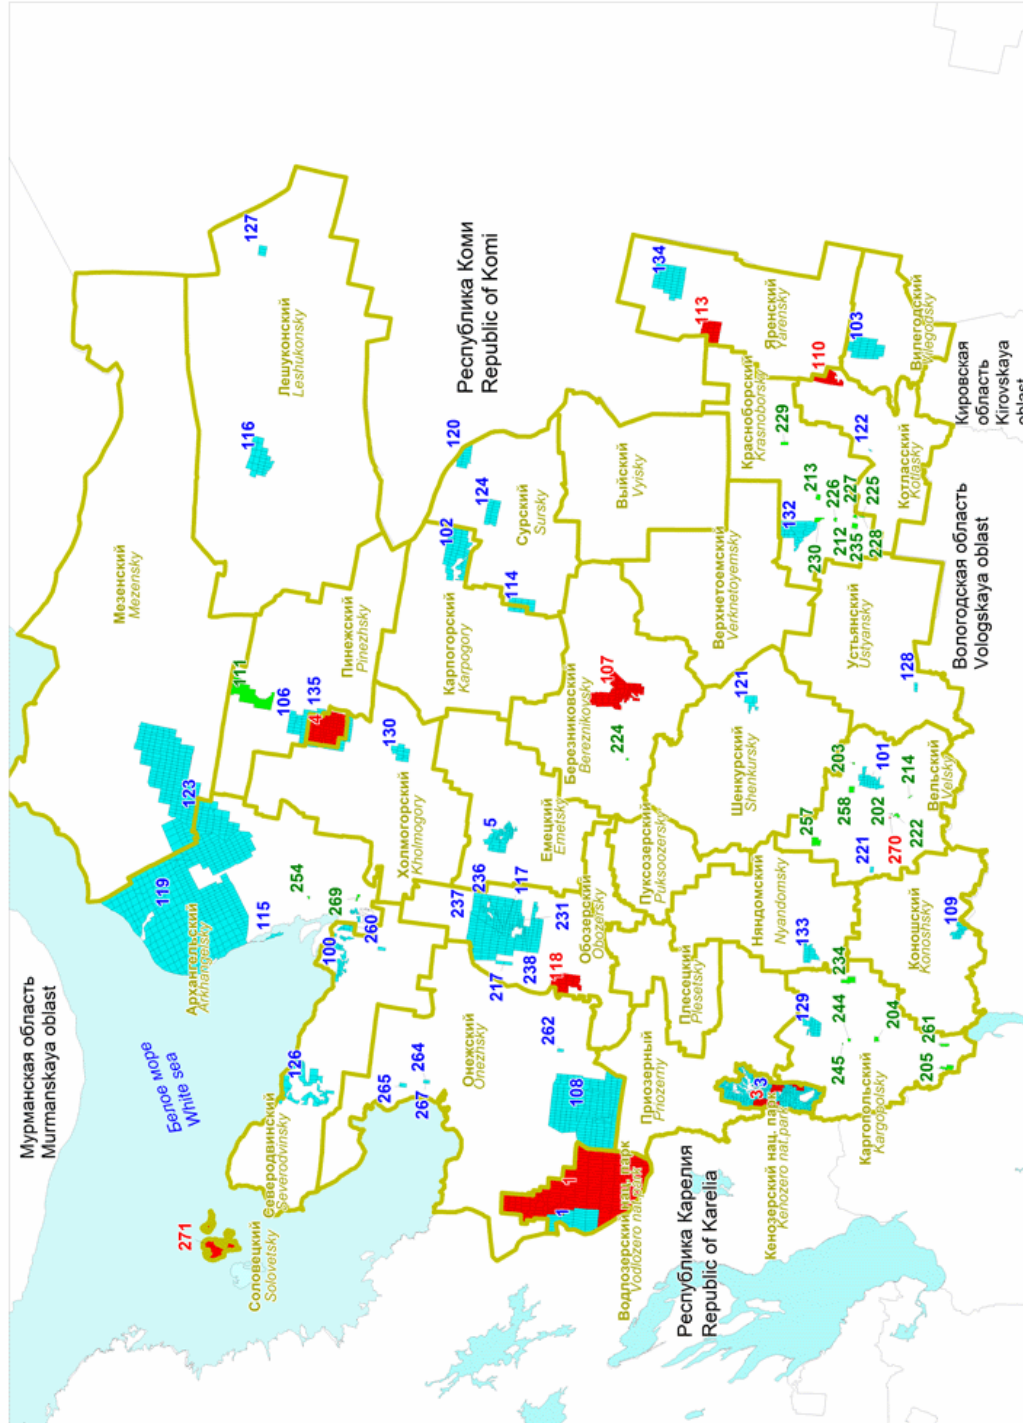 Мурманская область
Murmanskaya oblast
Белое море
White sea
271
Соловецкий
Solovetsky
Северодвинский
Severodvinsky
126
Архангельский
Arkhangelsky
119
123
115
100
254
269
260
Мезенский
Mezensky
111
106
135
4
Пинежский
Pinezhsky
127
Лешуконский
Leshukonsky
116
265
267
264
130
Холмогорский
Kholmogory
Республика Коми
Republic of Komi
120
124
102
114
Сурский
Sursky
Карпогорский
Karpogory
Онежский
Onezhsky
237
236
5
117
217
238
231
262
118
Емецкий
Emetsky
Обозерский
Obozersky
108
1
1
Водлозерский нац. парк
Vodlozero nat.park
Березниковский
Bereznikovsky
107
224
Выйский
Vyisky
134
113
Приозерный
Priozerny
Плесецкий
Plesetsky
Пуксозерский
Puksoozersky
Республика Карелия
Republic of Karelia
Верхнетоемский
Verknetoyemsky
121
Шенкурский
Shenkursky
Красноборский
Krasnoborsky
229
Яренский
Yarensky
110
3
3
Кенозерский нац. парк
Kenozero nat.park
Няндомский
Nyandomsky
133
129
257
132
213
230
226
212
227
235
225
228
122
103
Устьянский
Ustyansky
203
258
101
202
221
270
214
222
128
234
244
245
204
Каргопольский
Kargopolsky
205
261
Коношский
Konoshsky
109
Вельский
Velsky
Котласский
Kotlasky
Вилегодский
Vilegodsky
Вологодская область
Vologskaya oblast
Кировская
область
Kirovskaya
oblast